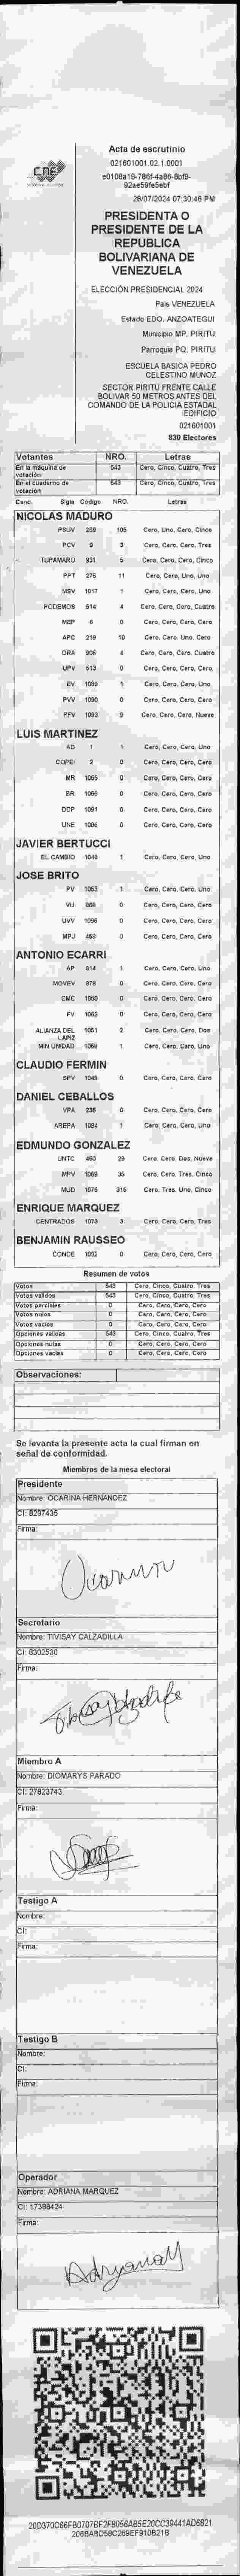 CNE
Acta de escrutinio
021601001.02.1.0001
e0108a19-786f-4a86-8bf9-
92ae59fe5ebf
28/07/2024 07:30:46 PM
PRESIDENTA O
PRESIDENTE DE LA
REPUBLICA
BOLIVARIANA DE
VENEZUELA
ELECCIÓN PRESIDENCIAL 2024
Pais VENEZUELA
Estado EDO. ANZOATEGUI
Municipio MP. PIRITU
Parroquia PQ. PIRITU
ESCUELA BASICA PEDRO
CELESTINO MUNOZ
SECTOR PIRITU FRENTE CALLE
BOLIVAR 50 METROS ANTES DEL
COMANDO DE LA POLICIA ESTADAL
EDIFICIO
021601001
830 Electores
Votantes NRO. Letras
En la máquina de votación 543 Cero, Cinco, Cuatro, Tres
En el cuaderno de votación 543 Cero, Cinco, Cuatro, Tres
Cand. Sigla Código NRO. Letras
NICOLAS MADURO
PSUV 269 105 Cero, Uno, Cero, Cinco
PCV 9 3 Cero, Cero, Cero, Tres
TUPAMARO 931 5 Cero, Cero, Cero, Cinco
PPT 276 11 Cero, Cero, Uno, Uno
MSV 1017 1 Cero, Cero, Cero, Uno
PODEMOS 514 4 Cero, Cero, Cero, Cuatro
MEP 6 0 Cero, Cero, Cero, Cero
APC 219 10 Cero, Cero, Uno, Cero
ORA 906 4 Cero, Cero, Cero, Cuatro
UPV 513 0 Cero, Cero, Cero, Cero
EV 1089 1 Cero, Cero, Cero, Uno
PVV 1090 0 Cero, Cero, Cero, Cero
PFV 1093 9 Cero, Cero, Cero, Nueve
LUIS MARTINEZ
AD 1 1 Cero, Cero, Cero, Uno
COPEI 2 0 Cero, Cero, Cero, Cero
MR 1065 0 Cero, Cero, Cero, Cero
BR 1066 0 Cero, Cero, Cero, Cero
DDP 1091 0 Cero, Cero, Cero, Cero
UNE 1095 0 Cero, Cero, Cero, Cero
JAVIER BERTUCCI
EL CAMBIO 1048 1 Cero, Cero, Cero, Uno
JOSE BRITO
PV 1053 1 Cero, Cero, Cero, Uno
VU 968 0 Cero, Cero, Cero, Cero
UVV 1096 0 Cero, Cero, Cero, Cero
MPJ 458 0 Cero, Cero, Cero, Cero
ANTONIO ECARRI
AP 914 1 Cero, Cero, Cero, Uno
MOVEV 978 0 Cero, Cero, Cero, Cero
CMC 1050 0 Cero, Cero, Cero, Cero
FV 1062 0 Cero, Cero, Cero, Cero
ALIANZA DEL LAPIZ 1061 2 Cero, Cero, Cero, Dos
MIN UNIDAD 1058 1 Cero, Cero, Cero, Uno
CLAUDIO FERMIN
SPV 1049 0 Cero, Cero, Cero, Cero
DANIEL CEBALLOS
VPA 236 0 Cero, Cero, Cero, Cero
AREPA 1094 1 Cero, Cero, Cero, Uno
EDMUNDO GONZALEZ
UNTC 460 29 Cero, Cero, Dos, Nueve
MPV 1069 35 Cero, Cero, Tres, Cinco
MUD 1075 315 Cero, Tres, Uno, Cinco
ENRIQUE MARQUEZ
CENTRADOS 1073 3 Cero, Cero, Cero, Tres
BENJAMIN RAUSSEO
CONDE 1092 0 Cero, Cero, Cero, Cero
Resumen de votos
Votos 543 Cero, Cinco, Cuatro, Tres
Votos validos 543 Cero, Cinco, Cuatro, Tres
Votos parciales 0 Cero, Cero, Cero, Cero
Votos nulos 0 Cero, Cero, Cero, Cero
Votos vacios 0 Cero, Cero, Cero, Cero
Opciones validas 543 Cero, Cinco, Cuatro, Tres
Opciones nulas 0 Cero, Cero, Cero, Cero
Opciones vacias 0 Cero, Cero, Cero, Cero
Observaciones:
Se levanta la presente acta la cual firman en
señal de conformidad.
Miembros de la mesa electoral
Presidente
Nombre: OCARINA HERNANDEZ
CI: 8297435
Firma:
Secretario
Nombre: TIVISAY CALZADILLA
CI: 8302530
Firma:
Miembro A
Nombre: DIOMARYS PARADO
CI: 27823743
Firma:
Testigo A
Nombre:
CI:
Firma:
Testigo B
Nombre:
CI:
Firma:
Operador
Nombre: ADRIANA MARQUEZ
CI: 17388424
Firma: